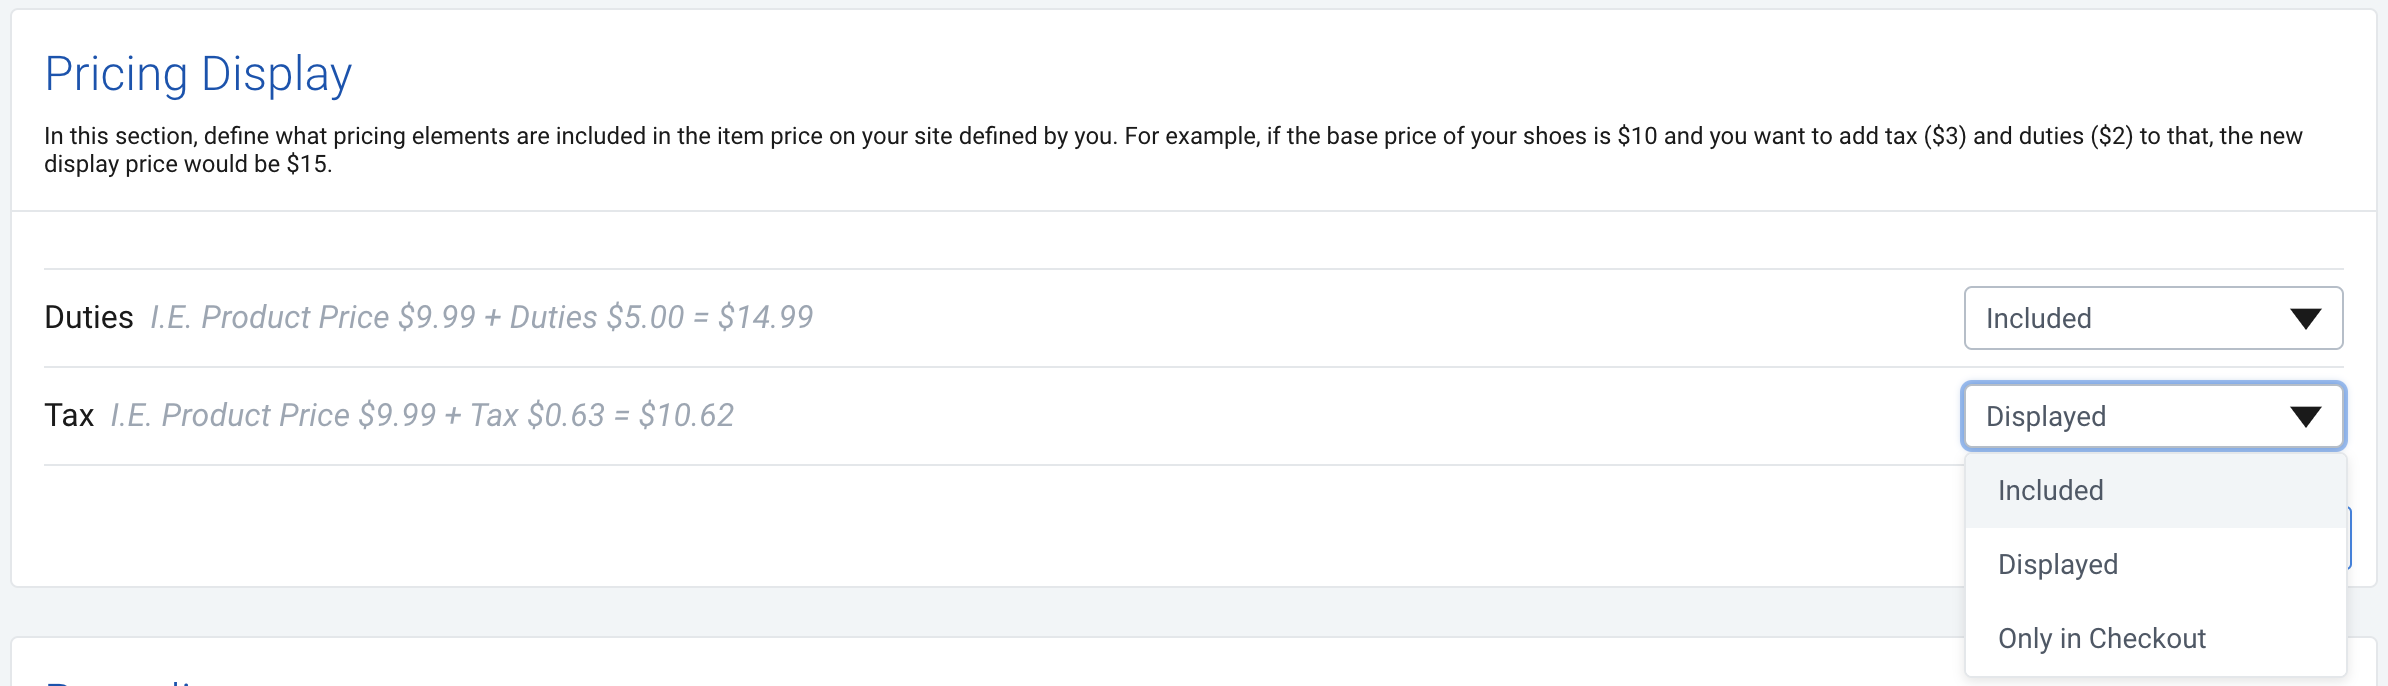 Pricing Display
In this section, define what pricing elements are included in the item price on your site defined by you. For example, if the base price of your shoes is $10 and you want to add tax ($3) and duties ($2) to that, the new
display price would be $15.
Duties I.E. Product Price $9.99 + Duties $5.00 = $14.99
Included
Tax I.E. Product Price $9.99 + Tax $0.63 = $10.62
Displayed
Included
Displayed
Only in Checkout